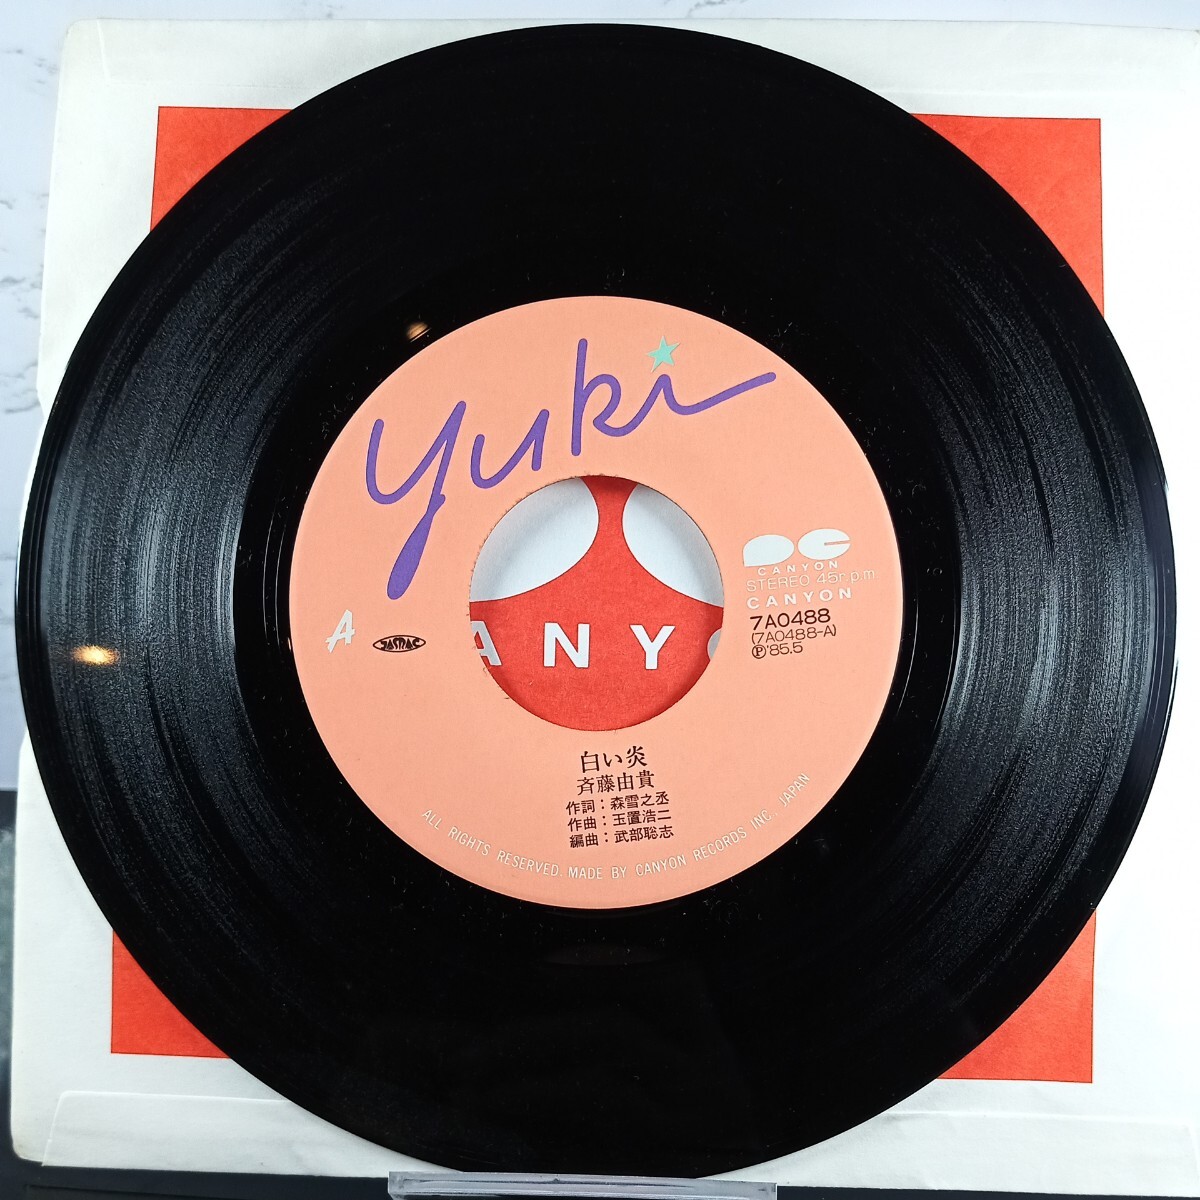 yuki
CANYON
STEREO 45r.p.m
CANYON
7A0488
(7A0488-A)
Ⓟ'85.5
A
JASRAC
ANYO
白い炎
斉藤由貴
作詞：森雪之丞
作曲：玉置浩二
編曲：武部聡志
ALL RIGHTS RESERVED. MADE BY CANYON RECORDS INC., JAPAN